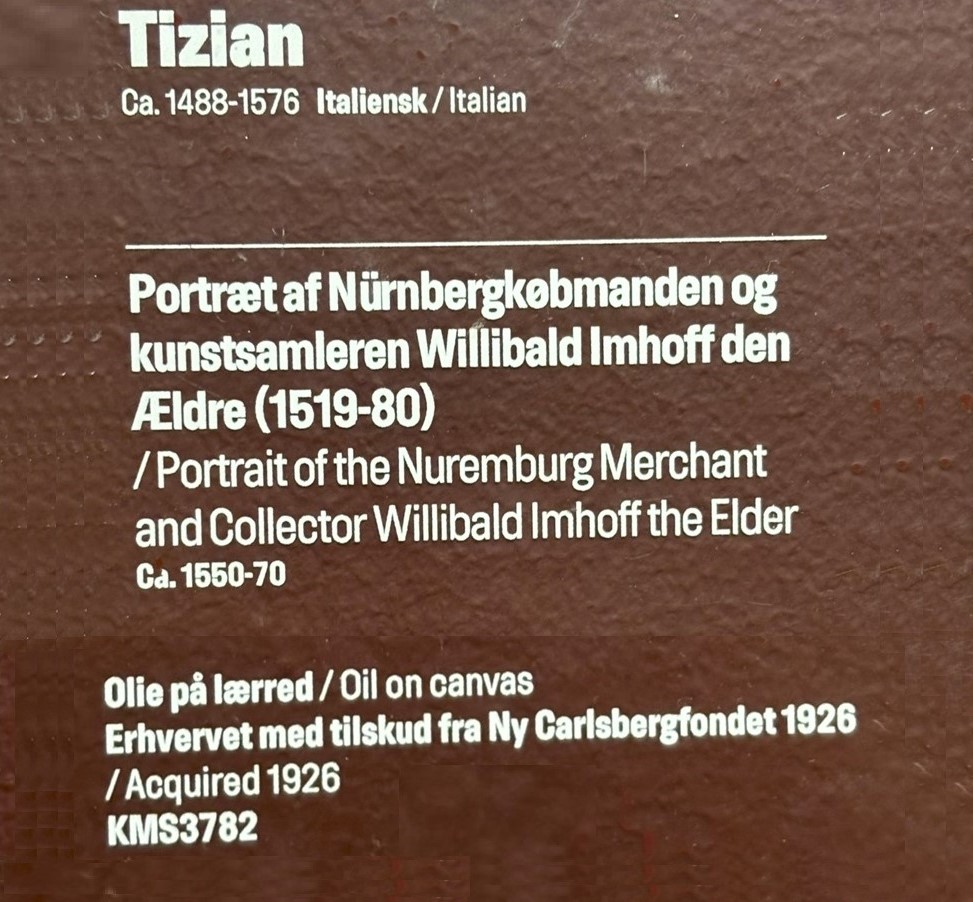 Tizian
Ca. 1488-1576 Italiensk / Italian
Portræt af Nürnbergkøbmanden og
kunstsamleren Willibald Imhoff den
Ældre (1519-80)
/ Portrait of the Nuremburg Merchant
and Collector Willibald Imhoff the Elder
Ca. 1550-70
Olie på lærred / Oil on canvas
Erhvervet med tilskud fra Ny Carlsbergfondet 1926
/ Acquired 1926
KMS3782